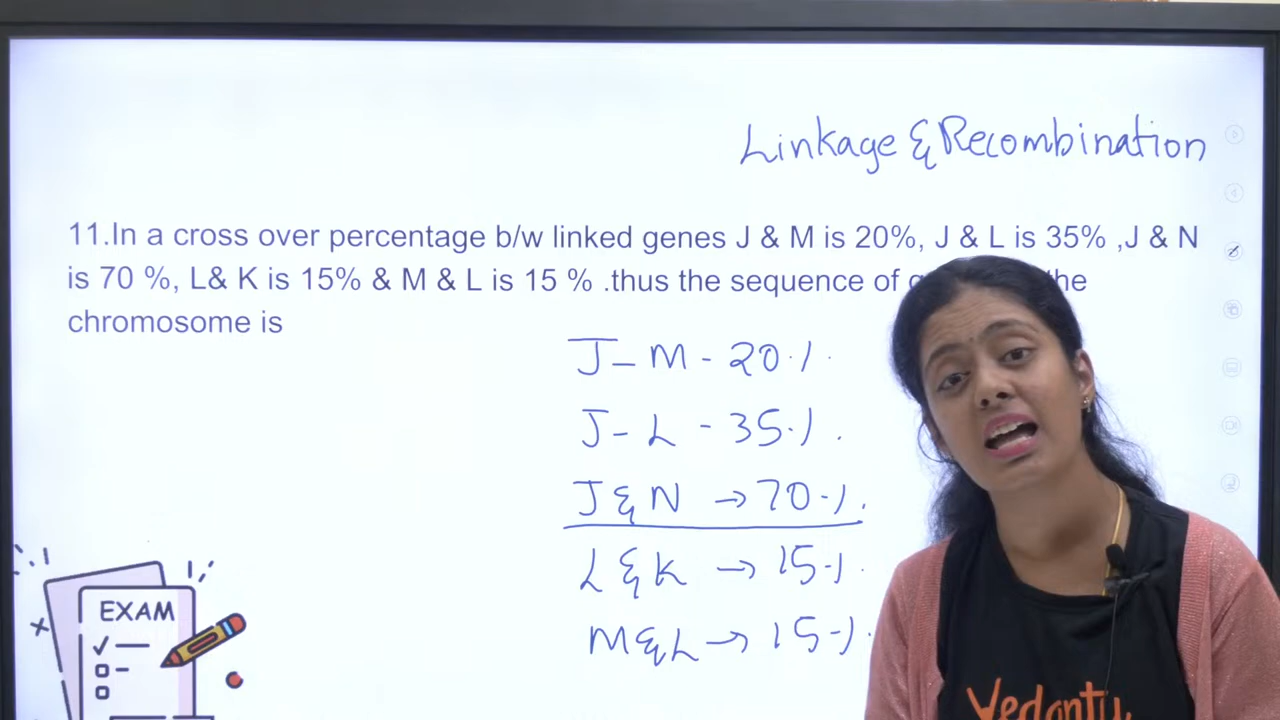 Linkage & Recombination
11.In a cross over percentage b/w linked genes J & M is 20%, J & L is 35% ,J & N
is 70 %, L& K is 15% & M & L is 15 % .thus the sequence of the
chromosome is
J - M - 20%.
J - L - 35%.
J & N → 70%.
L & K → 15%.
M & L → 15%.
EXAM
Vedantu